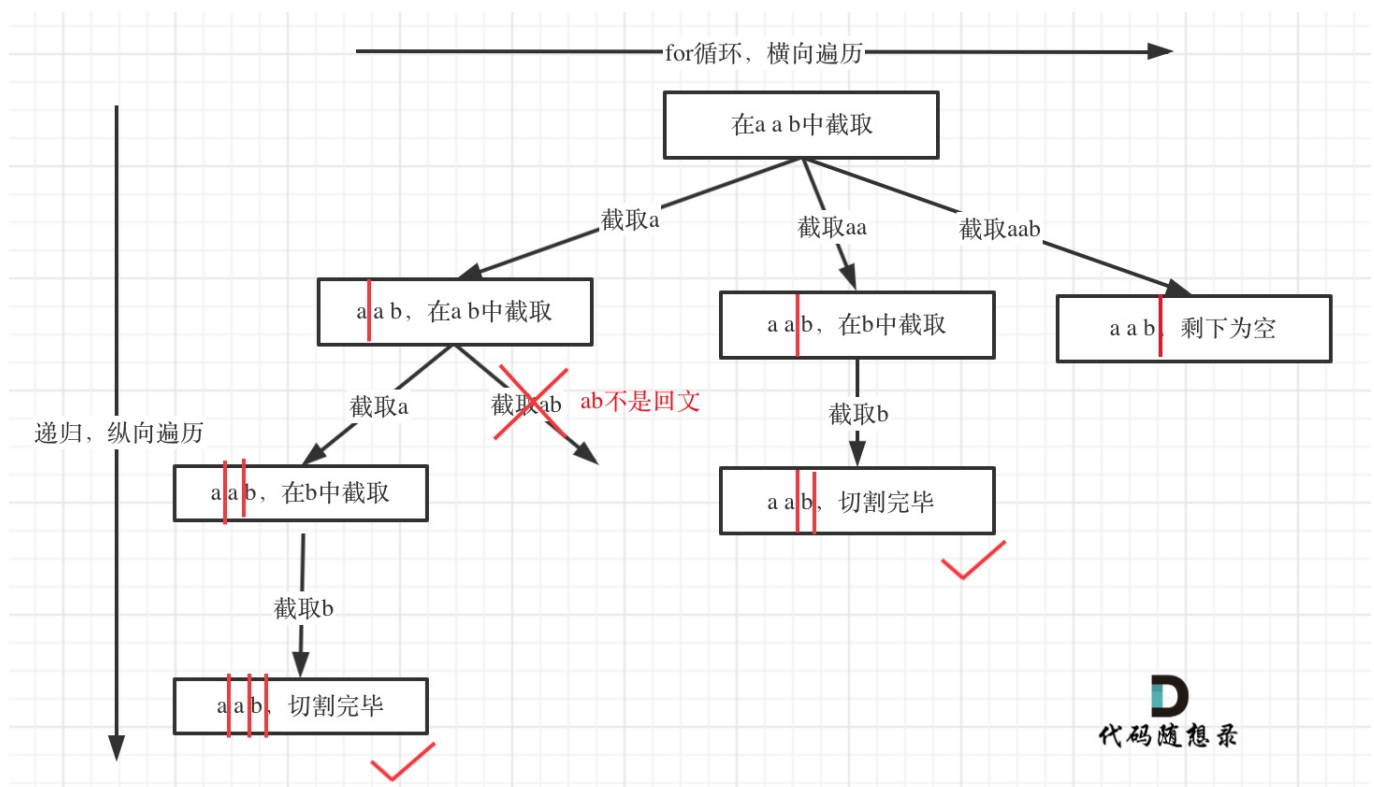 for循环，横向遍历
在a a b中截取
截取a
截取aa
截取aab
a a b，在a b中截取
a a b，在b中截取
a a b，剩下为空
截取a
截取ab
ab不是回文
截取b
递归，纵向遍历
a a b，在b中截取
a a b，切割完毕
截取b
a a b，切割完毕
代码随想录